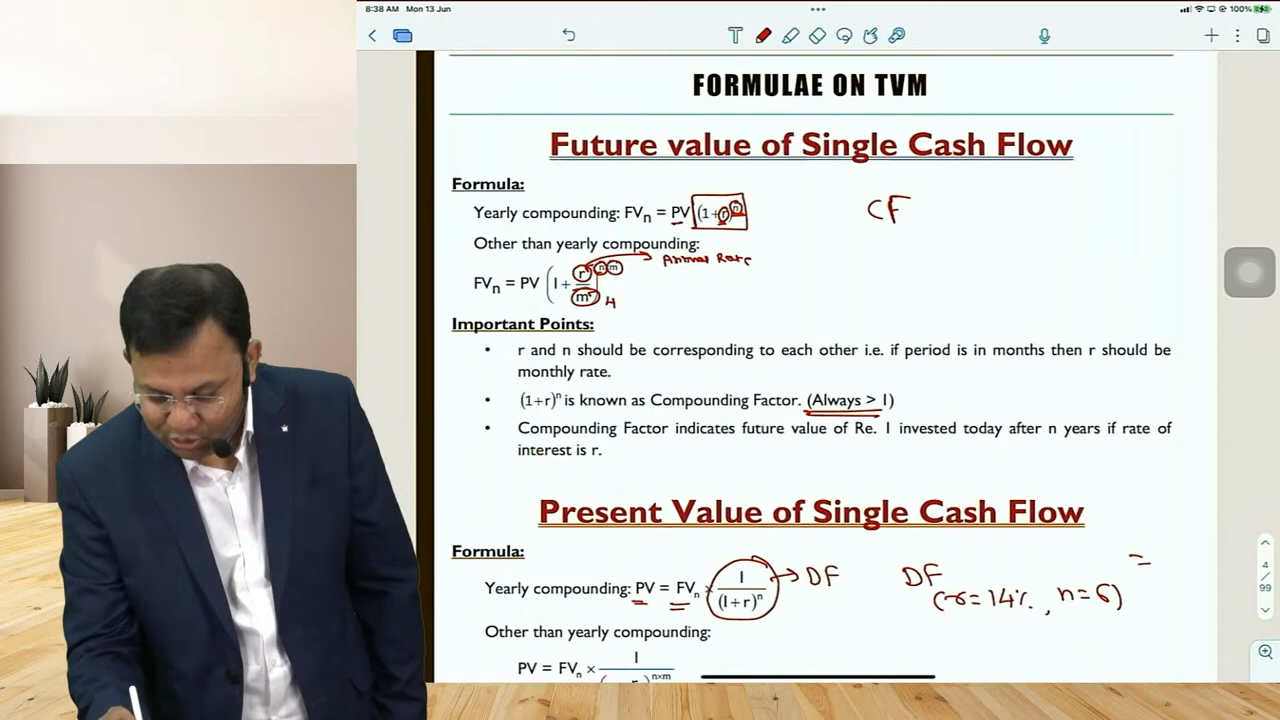 8:38 AM Mon 13 Jun
100%
FORMULAE ON TVM
Future value of Single Cash Flow
Formula:
Yearly compounding: FVn = PV (1+r)^n
CF
Other than yearly compounding:
Annual Rate
FVn = PV (1+ r/m)^nm
4
Important Points:
• r and n should be corresponding to each other i.e. if period is in months then r should be
monthly rate.
• (1+r)^n is known as Compounding Factor. (Always > 1)
• Compounding Factor indicates future value of Re. 1 invested today after n years if rate of
interest is r.
Present Value of Single Cash Flow
Formula:
Yearly compounding: PV = FVn × 1/(1+r)^n → DF
DF (r=14%, n=6) =
Other than yearly compounding:
PV = FVn × 1
n×m
4
99